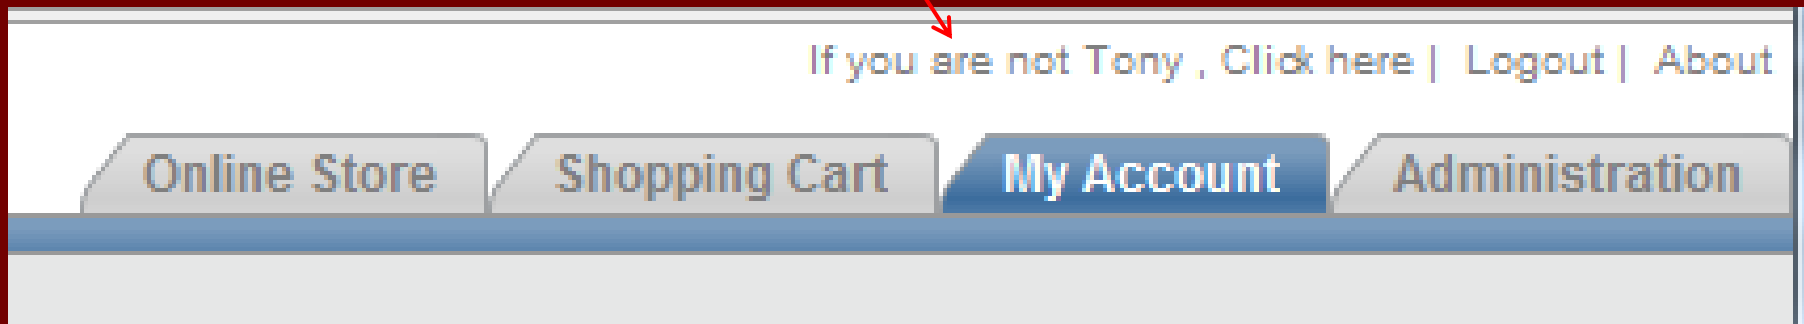 If you are not Tony , Click here | Logout | About
Online Store Shopping Cart My Account Administration